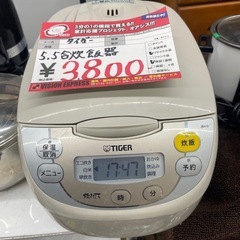 3分の1の価格で買える!!
家計応援プロジェクト、オアシス!!
タイガー
5.5合炊飯器
¥3800
VISION EXPRESS
TIGER
保温
取消
メニュー
17:47
炊飯
予約
時
分